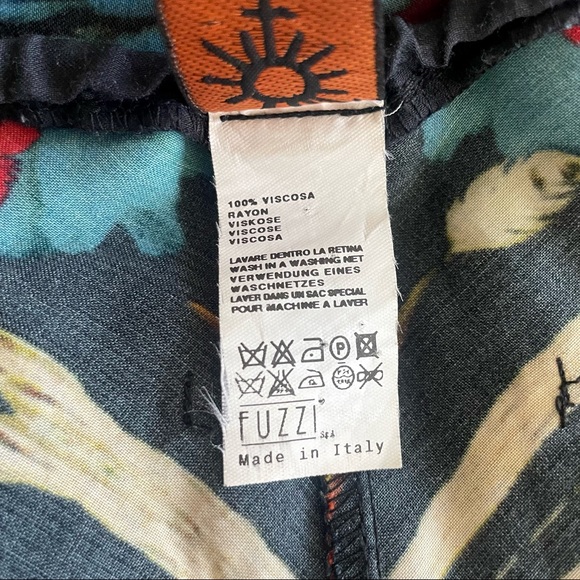 100% VISCOSA
RAYON
VISKOSE
VISCOSE
VISCOSA
LAVARE DENTRO LA RETINA
WASH IN A WASHING NET
VERWENDUNG EINES
WASCHNETZES
LAVER DANS UN SAC SPECIAL
POUR MACHINE A LAVER
P
FUZZI SpA
Made in Italy